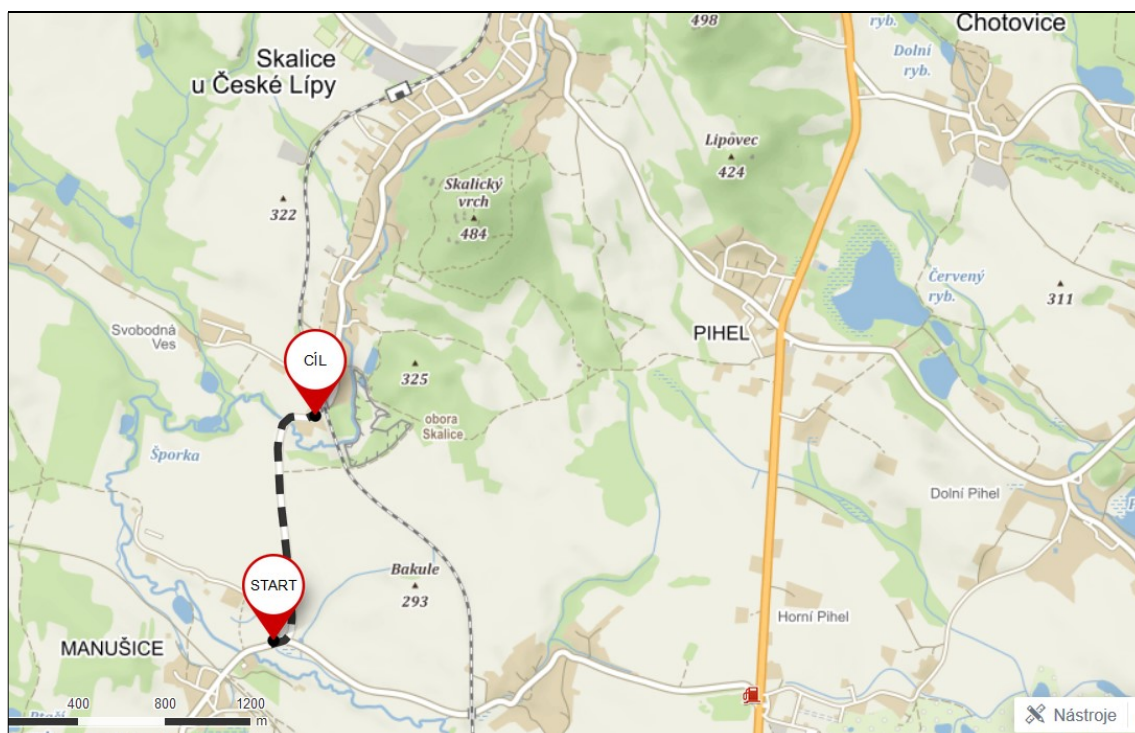 498
ryb.
Chotovice
Dolní
ryb.
Skalice
u České Lípy
Lipovec
424
Skalický
vrch
484
322
Červený
ryb.
311
Svobodná
Ves
PIHEL
CÍL
325
obora
Skalice
Šporka
Dolní Pihel
START
Bakule
293
Horní Pihel
MANUŠICE
400
800
1200
m
Ptačí
Nástroje